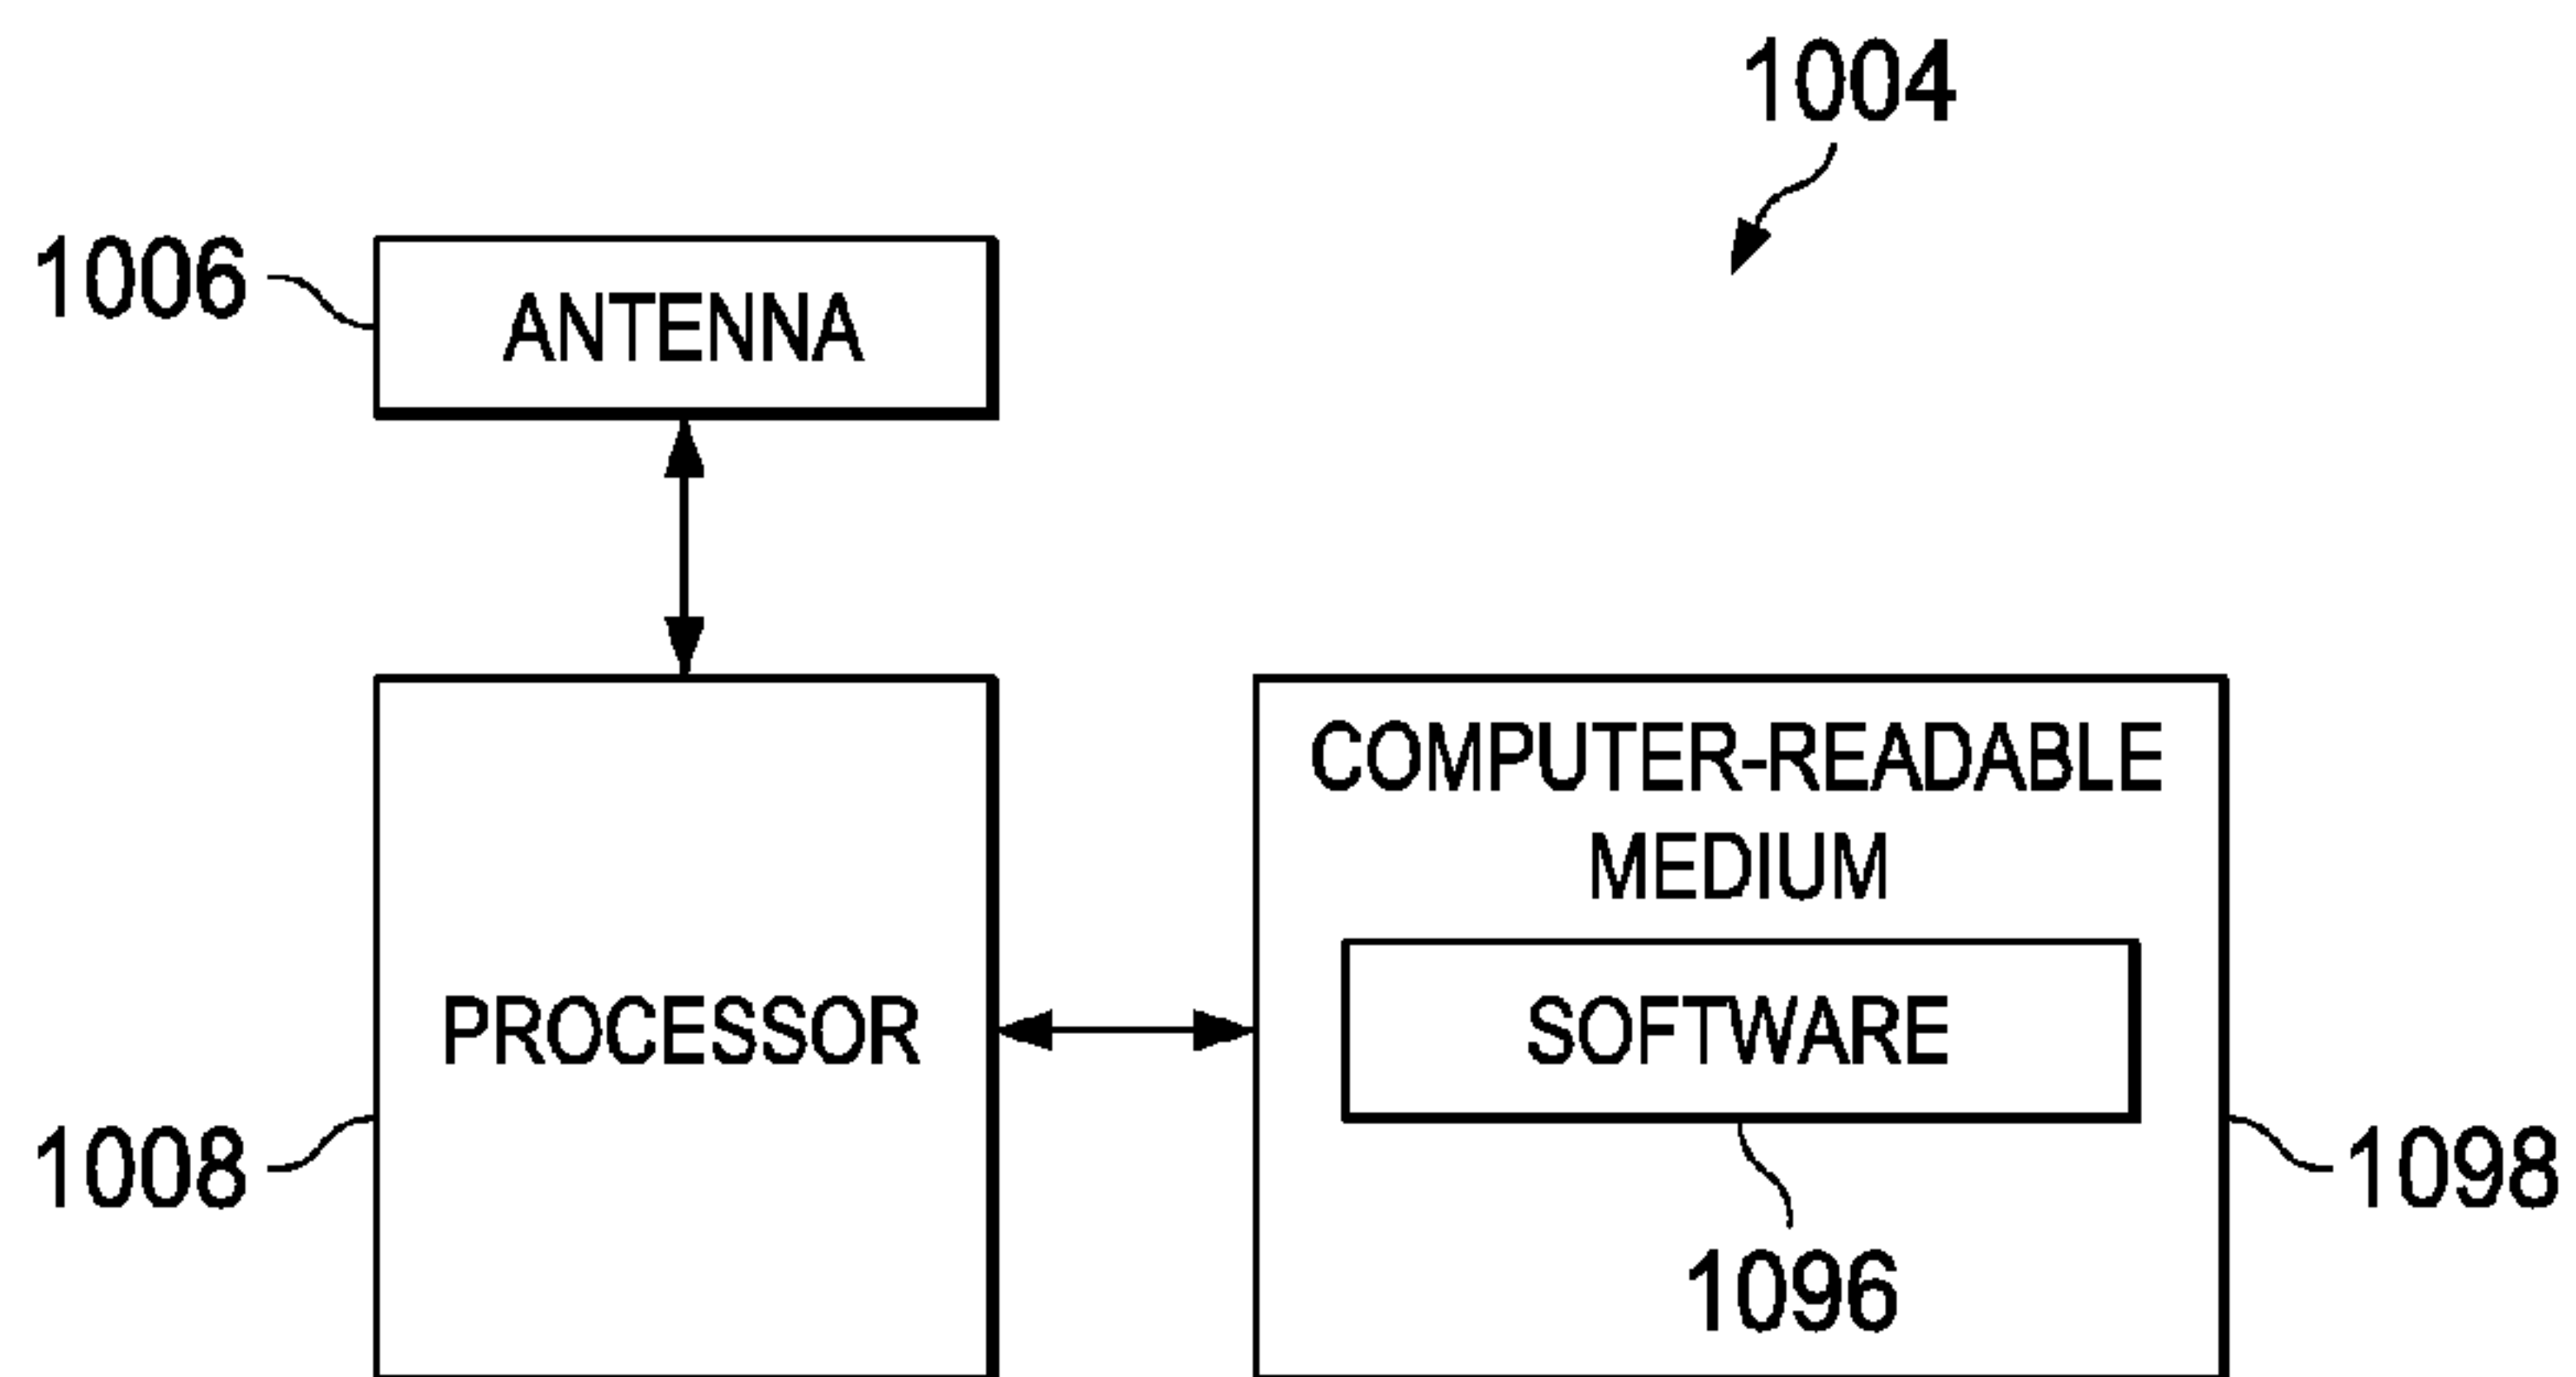 1004
1006
ANTENNA
COMPUTER-READABLE
MEDIUM
PROCESSOR
SOFTWARE
1008
1098
1096